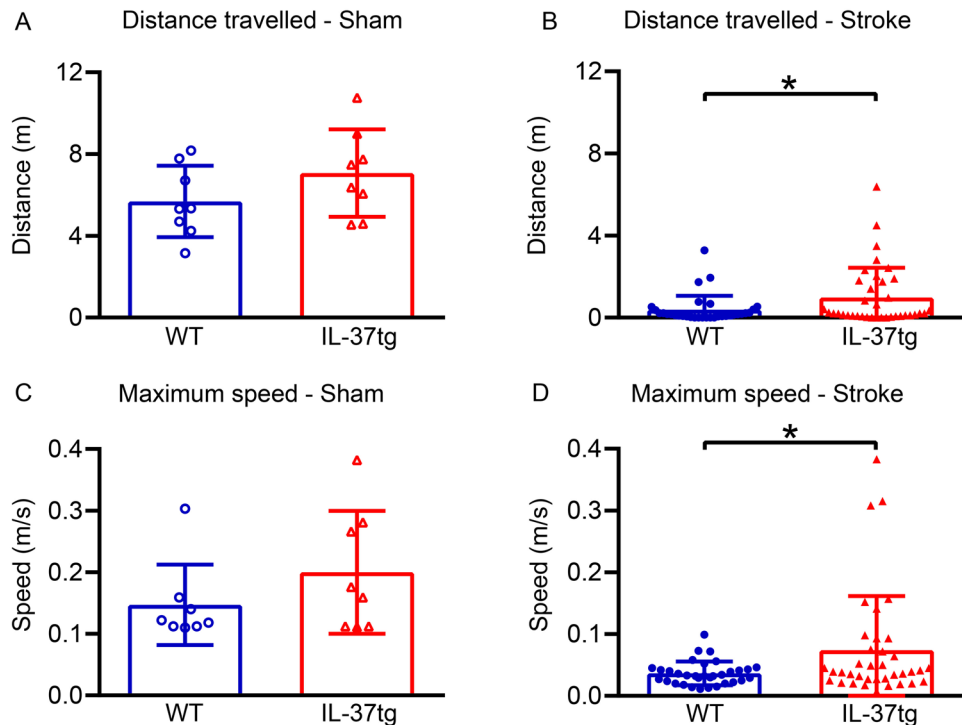 A
Distance travelled - Sham
Distance (m)
12
8
4
0
WT
IL-37tg
B
Distance travelled - Stroke
Distance (m)
12
8
4
0
*
WT
IL-37tg
C
Maximum speed - Sham
Speed (m/s)
0.4
0.3
0.2
0.1
0.0
WT
IL-37tg
D
Maximum speed - Stroke
Speed (m/s)
0.4
0.3
0.2
0.1
0.0
*
WT
IL-37tg